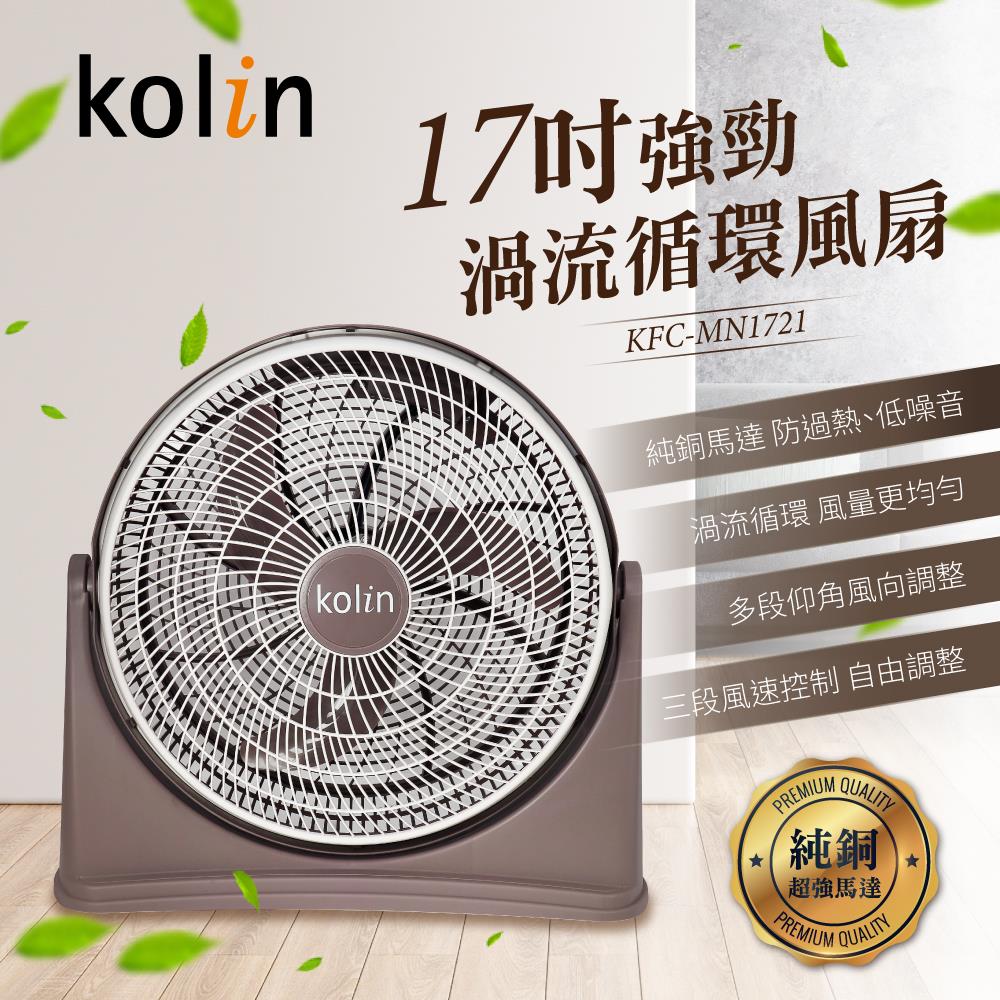 kolin
17吋強勁
渦流循環風扇
KFC-MN1721
純銅馬達 防過熱、低噪音
渦流循環 風量更均勻
多段仰角風向調整
三段風速控制 自由調整
kolin
PREMIUM QUALITY
純銅
超強馬達
PREMIUM QUALITY